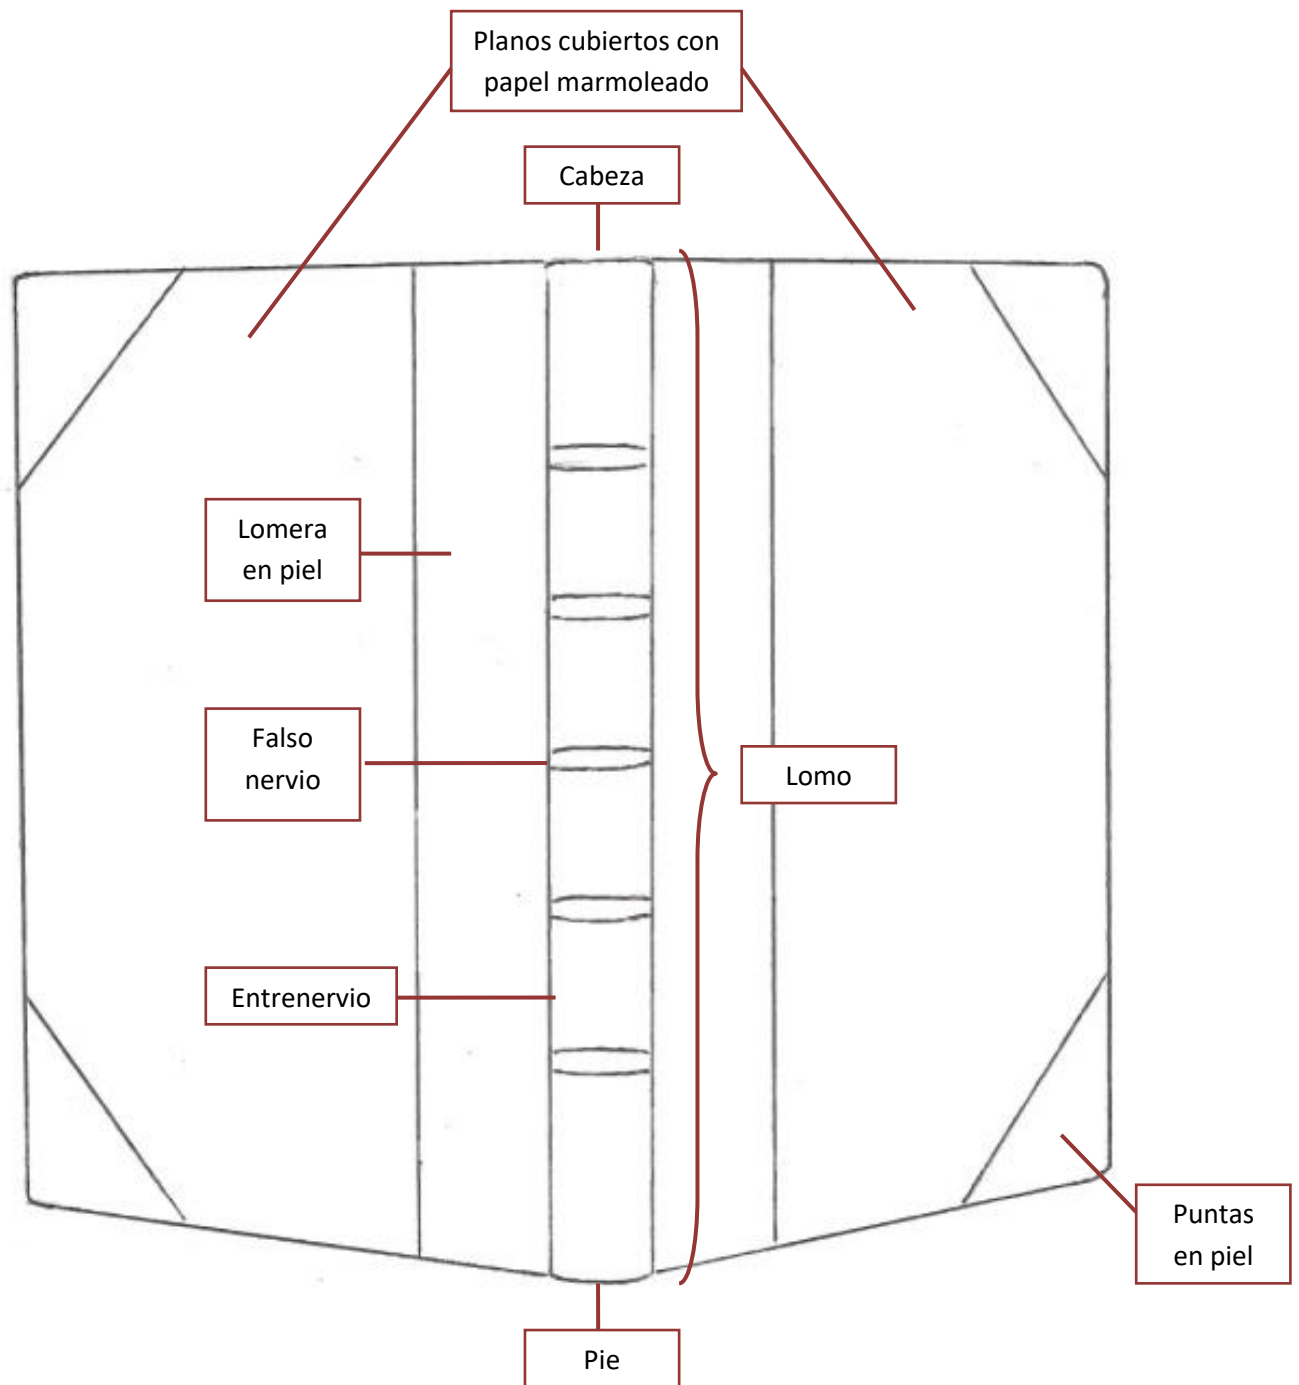 Planos cubiertos con
papel marmoleado
Cabeza
Lomera
en piel
Falso
nervio
Lomo
Entrenervio
Puntas
en piel
Pie